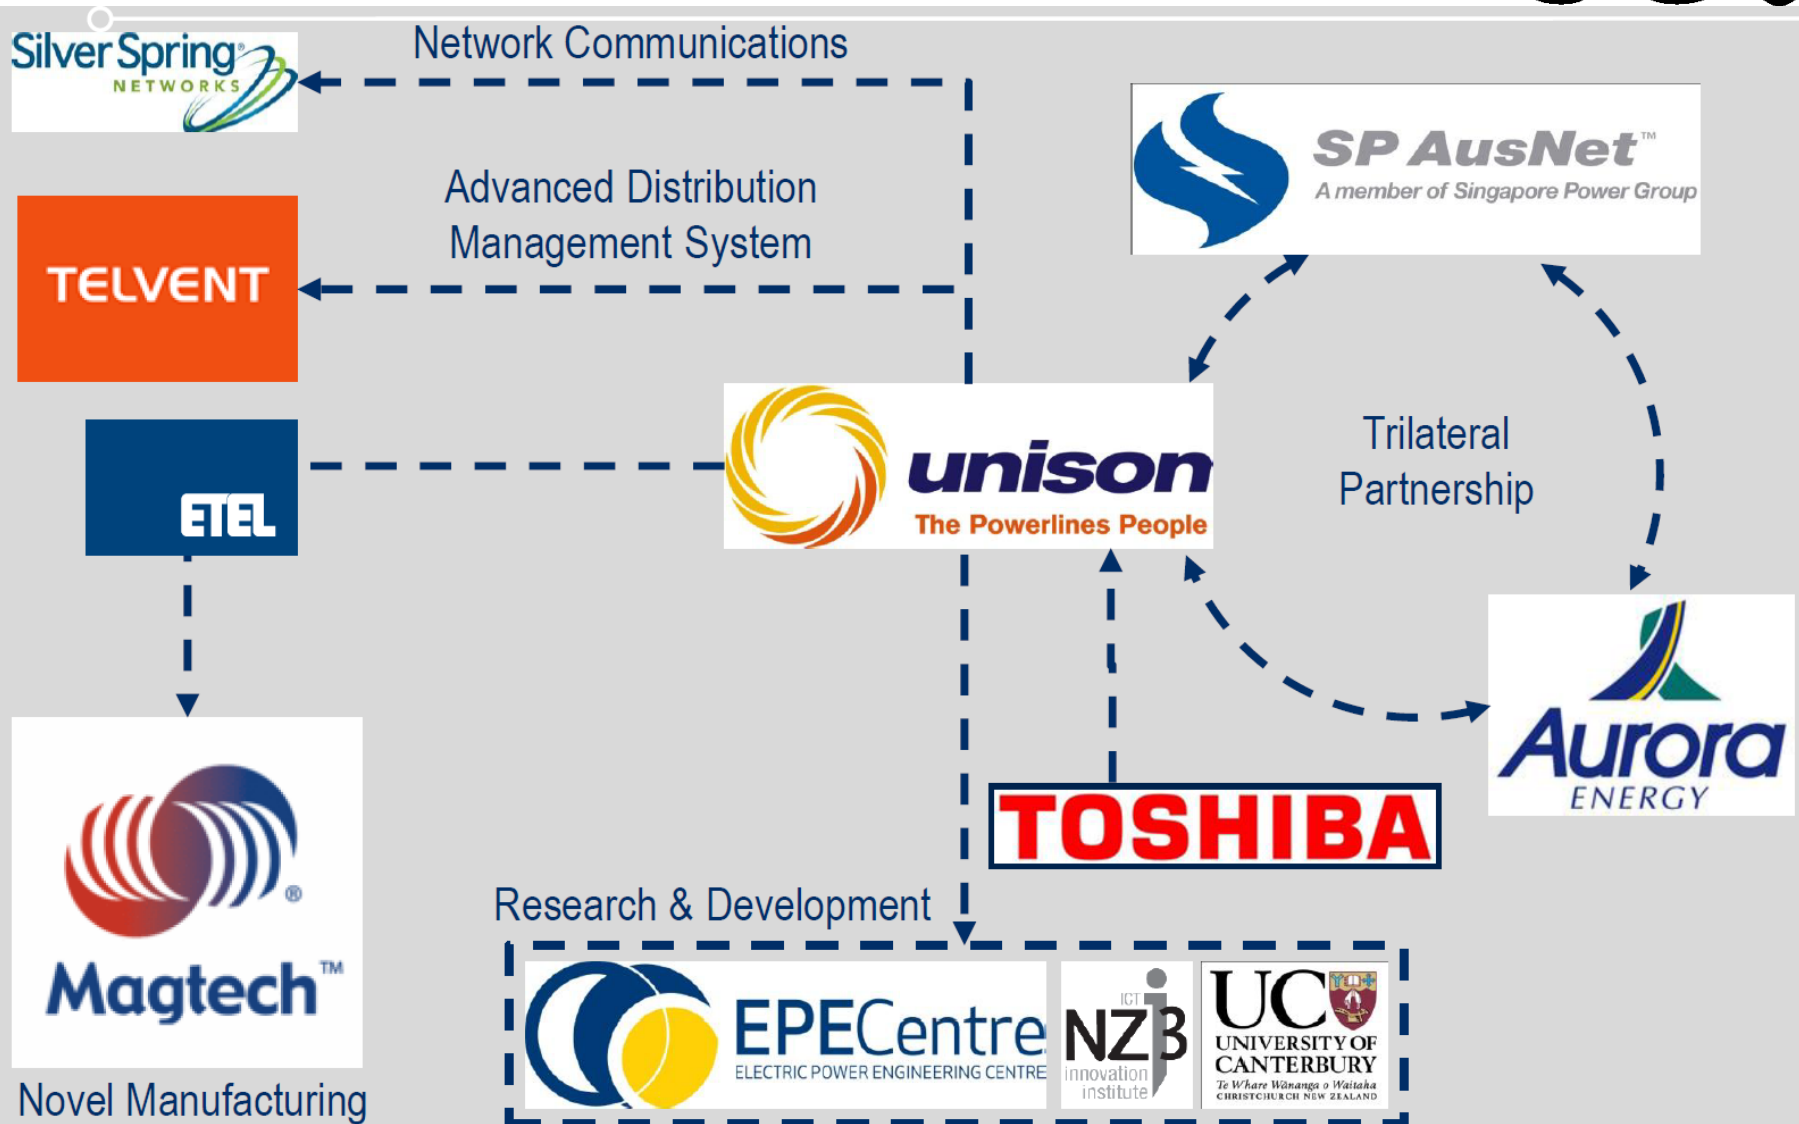 Silver Spring®
NETWORKS
Network Communications
SP AusNet™
A member of Singapore Power Group
Advanced Distribution
Management System
TELVENT
ETEL
unison
The Powerlines People
Trilateral
Partnership
Aurora
ENERGY
TOSHIBA
®
Magtech™
Novel Manufacturing
Research & Development
EPECentre
ELECTRIC POWER ENGINEERING CENTRE
ICT
NZi3
innovation
institute
UC
UNIVERSITY OF
CANTERBURY
Te Whare Wānanga o Waitaha
CHRISTCHURCH NEW ZEALAND